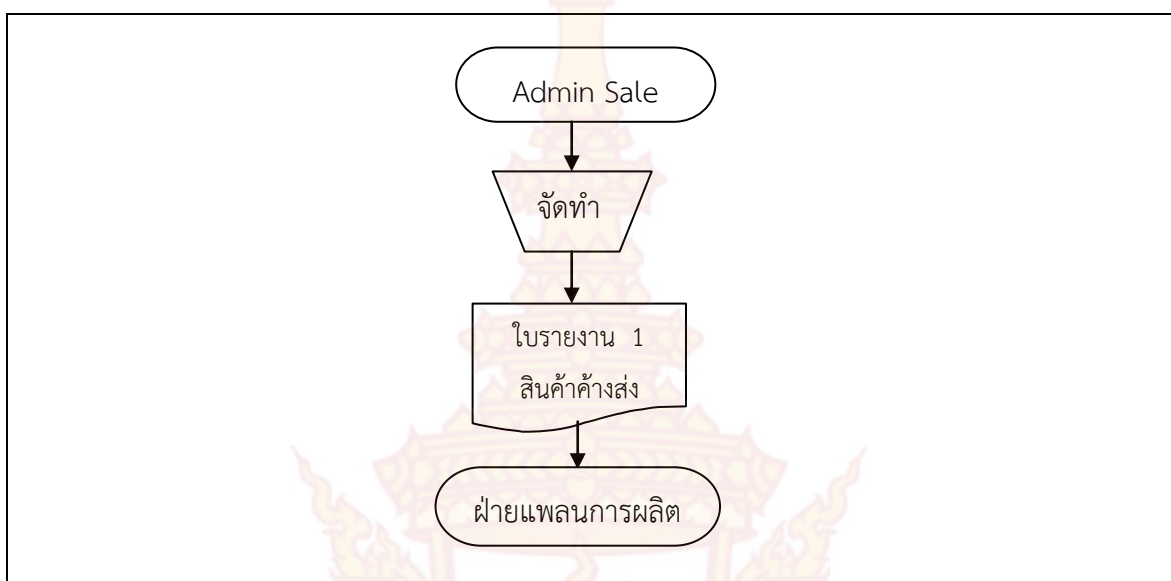 Admin Sale
จัดทำ
ใบรายงาน 1
สินค้าค้างส่ง
ฝ่ายแพลนการผลิต